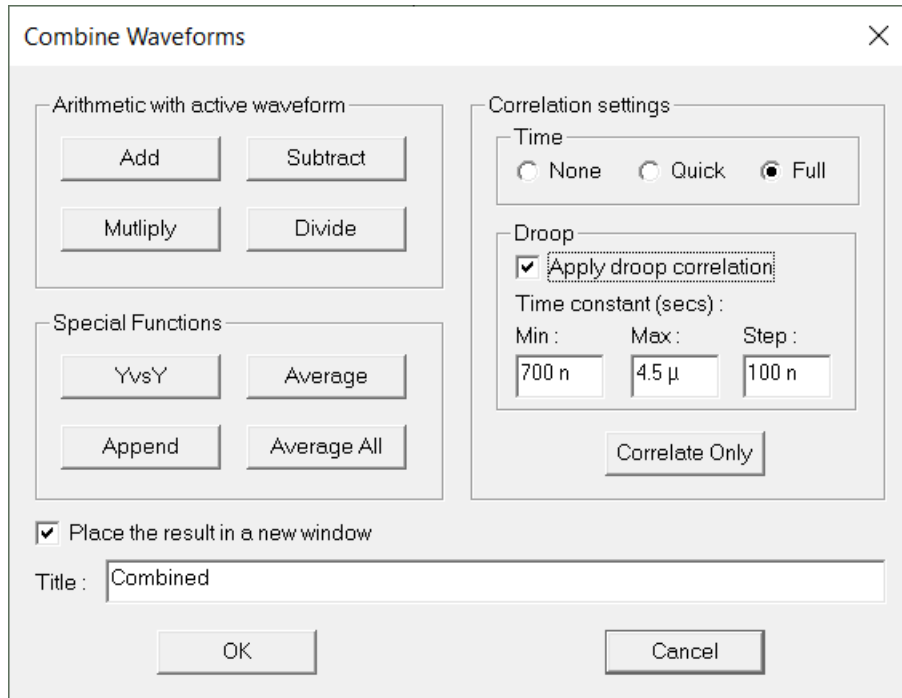 Combine Waveforms
Arithmetic with active waveform
Add Subtract
Mutliply Divide
Special Functions
YvsY Average
Append Average All
Correlation settings
Time
None Quick Full
Droop
Apply droop correlation
Time constant (secs) :
Min : Max : Step :
700 n 4.5 µ 100 n
Correlate Only
Place the result in a new window
Title : Combined
OK Cancel